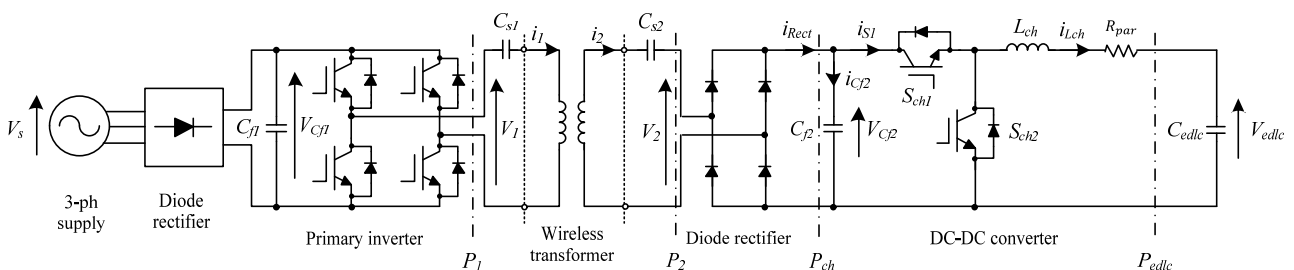 C_s1 i_1 i_2 C_s2 i_Rect i_S1 L_ch i_Lch R_par
V_s C_f1 V_Cf1 V_1 V_2 i_Cf2 C_f2 V_Cf2 S_ch1 S_ch2 C_edlc V_edlc
3-ph
supply
Diode
rectifier
Primary inverter
Wireless
transformer
Diode rectifier
DC-DC converter
P_1 P_2 P_ch P_edlc